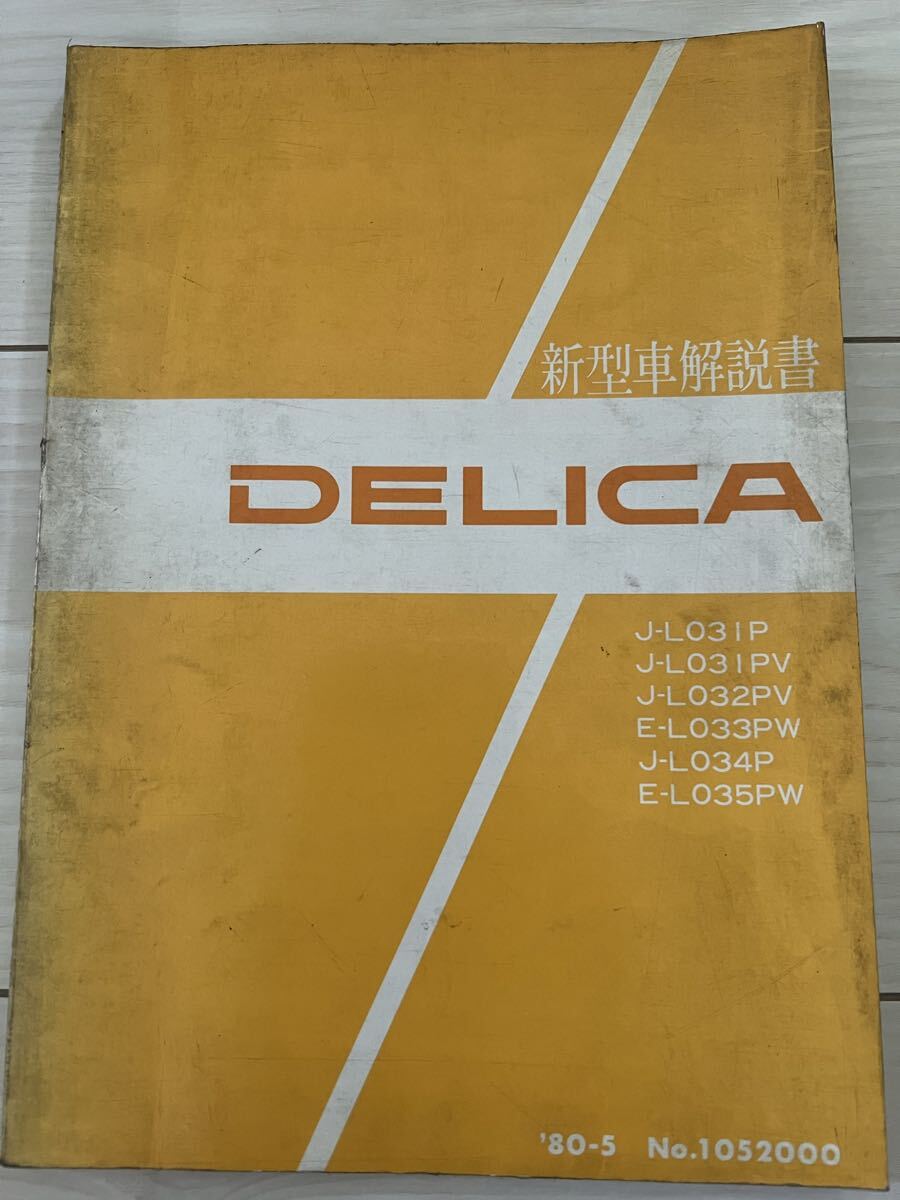 新型車解説書
DELICA
J-L031P
J-L031PV
J-L032PV
E-L033PW
J-L034P
E-L035PW
'80-5 No.1052000